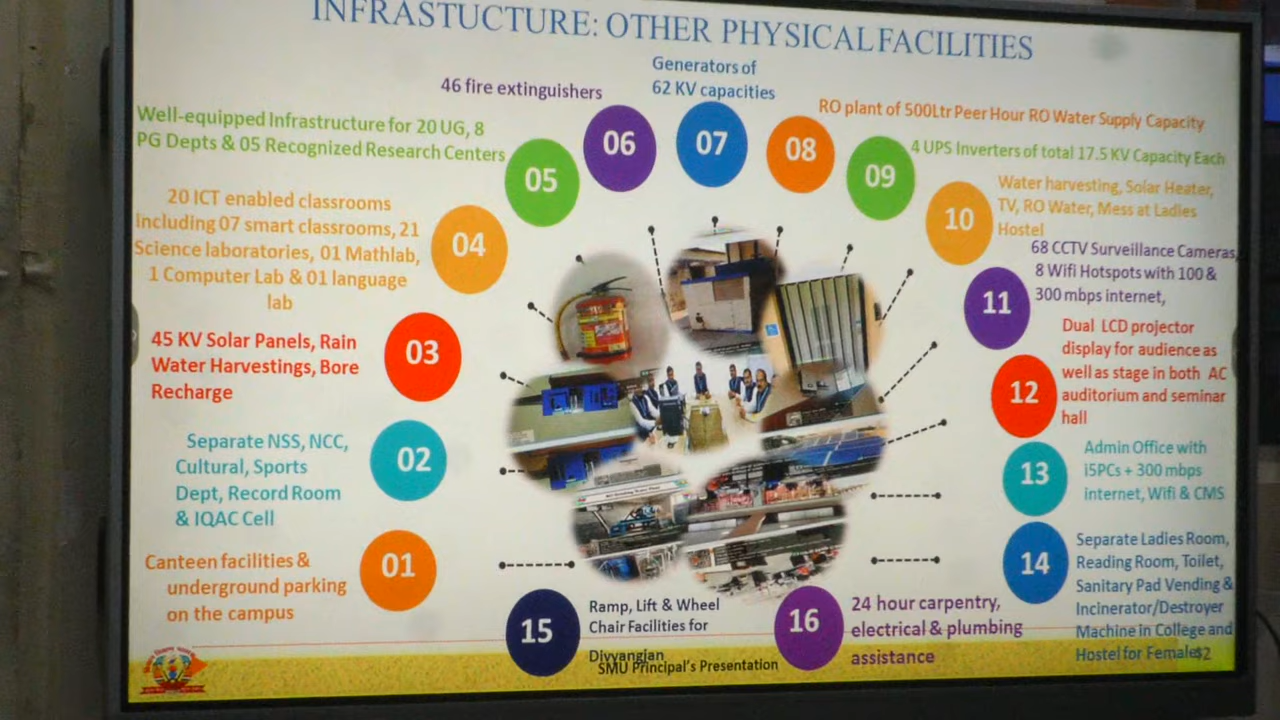 INFRASTUCTURE: OTHER PHYSICAL FACILITIES
01
Canteen facilities &
underground parking
on the campus
02
Separate NSS, NCC,
Cultural, Sports
Dept, Record Room
& IQAC Cell
03
45 KV Solar Panels, Rain
Water Harvestings, Bore
Recharge
04
20 ICT enabled classrooms
Including 07 smart classrooms, 21
Science laboratories, 01 Mathlab,
1 Computer Lab & 01 language
lab
05
Well-equipped Infrastructure for 20 UG, 8
PG Depts & 05 Recognized Research Centers
06
46 fire extinguishers
07
Generators of
62 KV capacities
08
RO plant of 500Ltr Peer Hour RO Water Supply Capacity
09
4 UPS Inverters of total 17.5 KV Capacity Each
10
Water harvesting, Solar Heater,
TV, RO Water, Mess at Ladies
Hostel
11
68 CCTV Surveillance Cameras,
8 Wifi Hotspots with 100 &
300 mbps internet,
12
Dual LCD projector
display for audience as
well as stage in both AC
auditorium and seminar
hall
13
Admin Office with
i5PCs + 300 mbps
internet, Wifi & CMS
14
Separate Ladies Room,
Reading Room, Toilet,
Sanitary Pad Vending &
Incinerator/Destroyer
Machine in College and
Hostel for Females
15
Ramp, Lift & Wheel
Chair Facilities for
Divyangjan
16
24 hour carpentry,
electrical & plumbing
assistance
SMU Principal's Presentation